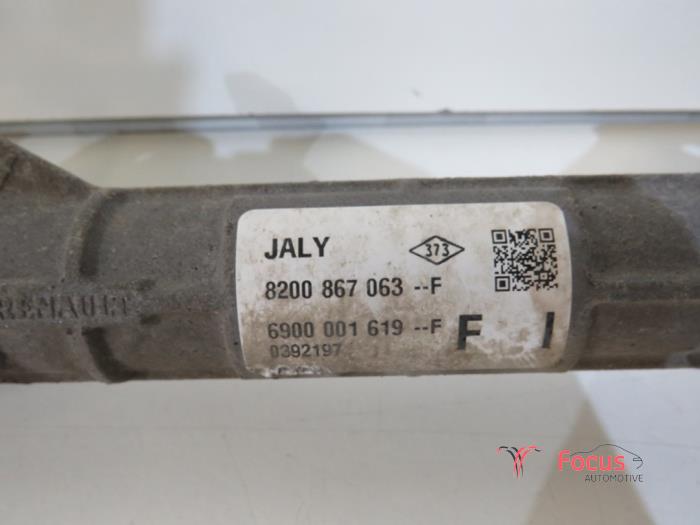 JALY
373
8200 867 063 --F
6900 001 619 --F
F I
0392197
RENAULT
Focus
AUTOMOTIVE